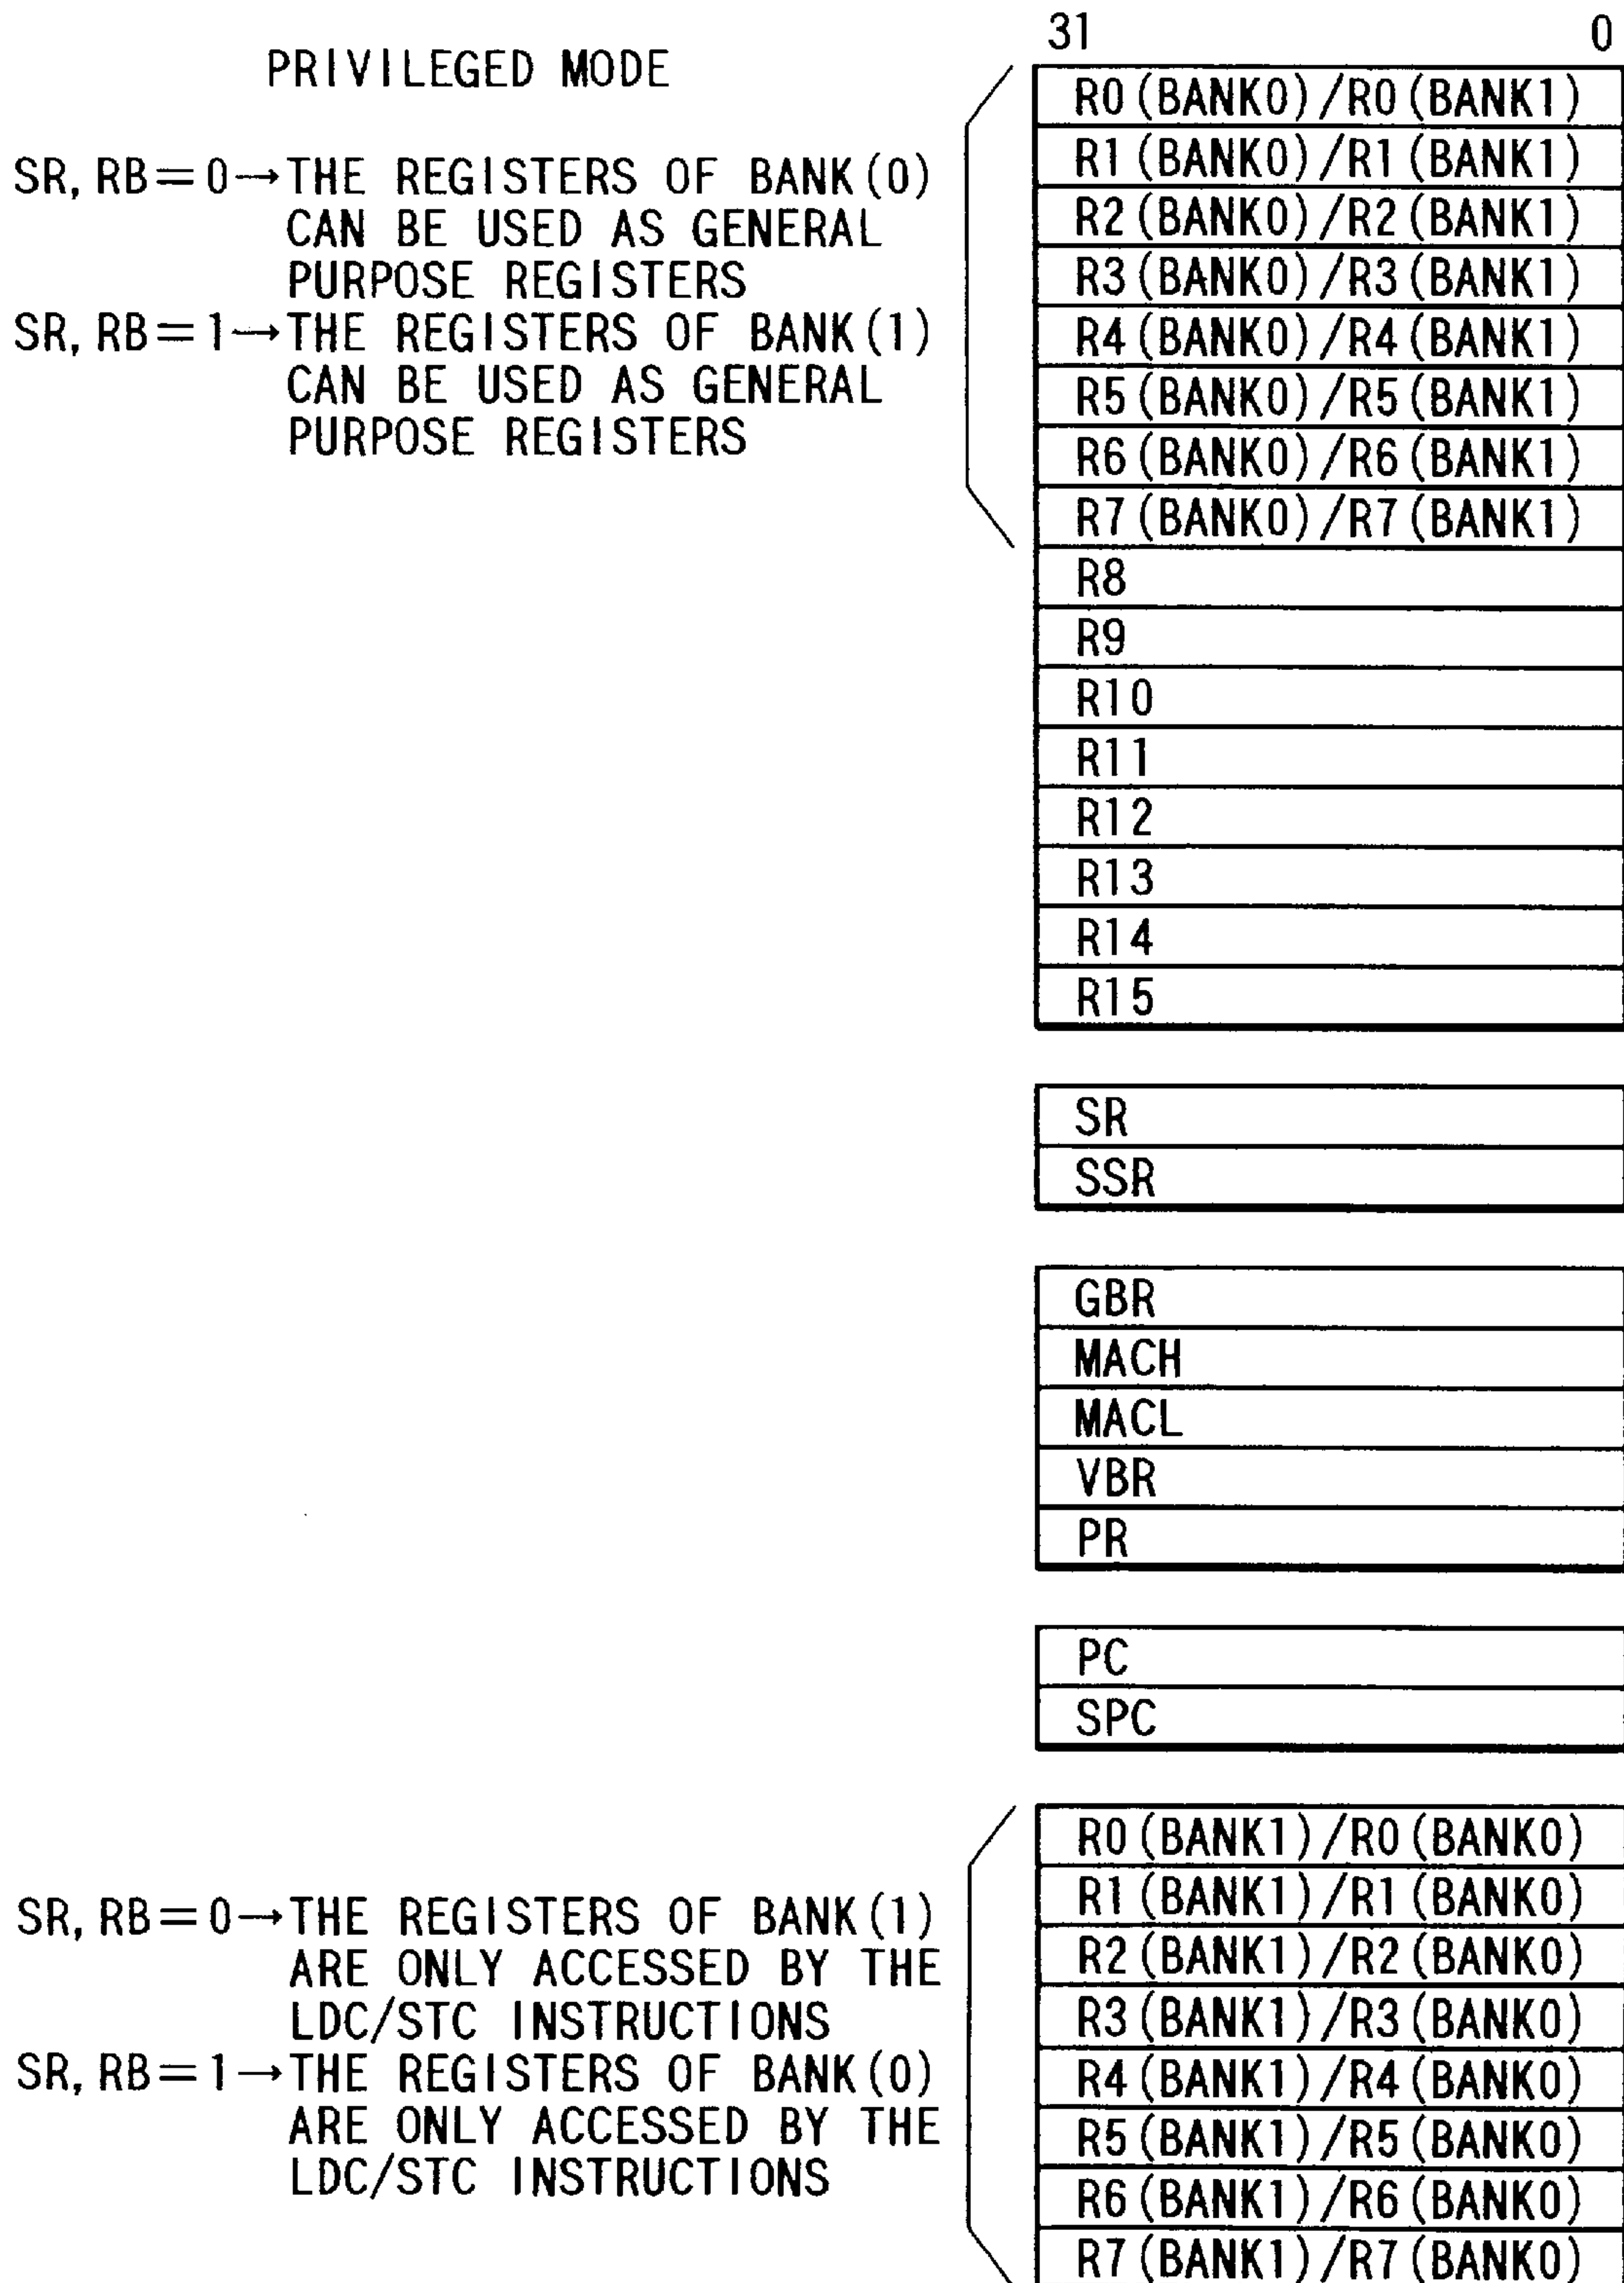 31 0
PRIVILEGED MODE
SR, RB=0→THE REGISTERS OF BANK(0)
CAN BE USED AS GENERAL
PURPOSE REGISTERS
SR, RB=1→THE REGISTERS OF BANK(1)
CAN BE USED AS GENERAL
PURPOSE REGISTERS
R0(BANK0)/R0(BANK1)
R1(BANK0)/R1(BANK1)
R2(BANK0)/R2(BANK1)
R3(BANK0)/R3(BANK1)
R4(BANK0)/R4(BANK1)
R5(BANK0)/R5(BANK1)
R6(BANK0)/R6(BANK1)
R7(BANK0)/R7(BANK1)
R8
R9
R10
R11
R12
R13
R14
R15
SR
SSR
GBR
MACH
MACL
VBR
PR
PC
SPC
SR, RB=0→THE REGISTERS OF BANK(1)
ARE ONLY ACCESSED BY THE
LDC/STC INSTRUCTIONS
SR, RB=1→THE REGISTERS OF BANK(0)
ARE ONLY ACCESSED BY THE
LDC/STC INSTRUCTIONS
R0(BANK1)/R0(BANK0)
R1(BANK1)/R1(BANK0)
R2(BANK1)/R2(BANK0)
R3(BANK1)/R3(BANK0)
R4(BANK1)/R4(BANK0)
R5(BANK1)/R5(BANK0)
R6(BANK1)/R6(BANK0)
R7(BANK1)/R7(BANK0)